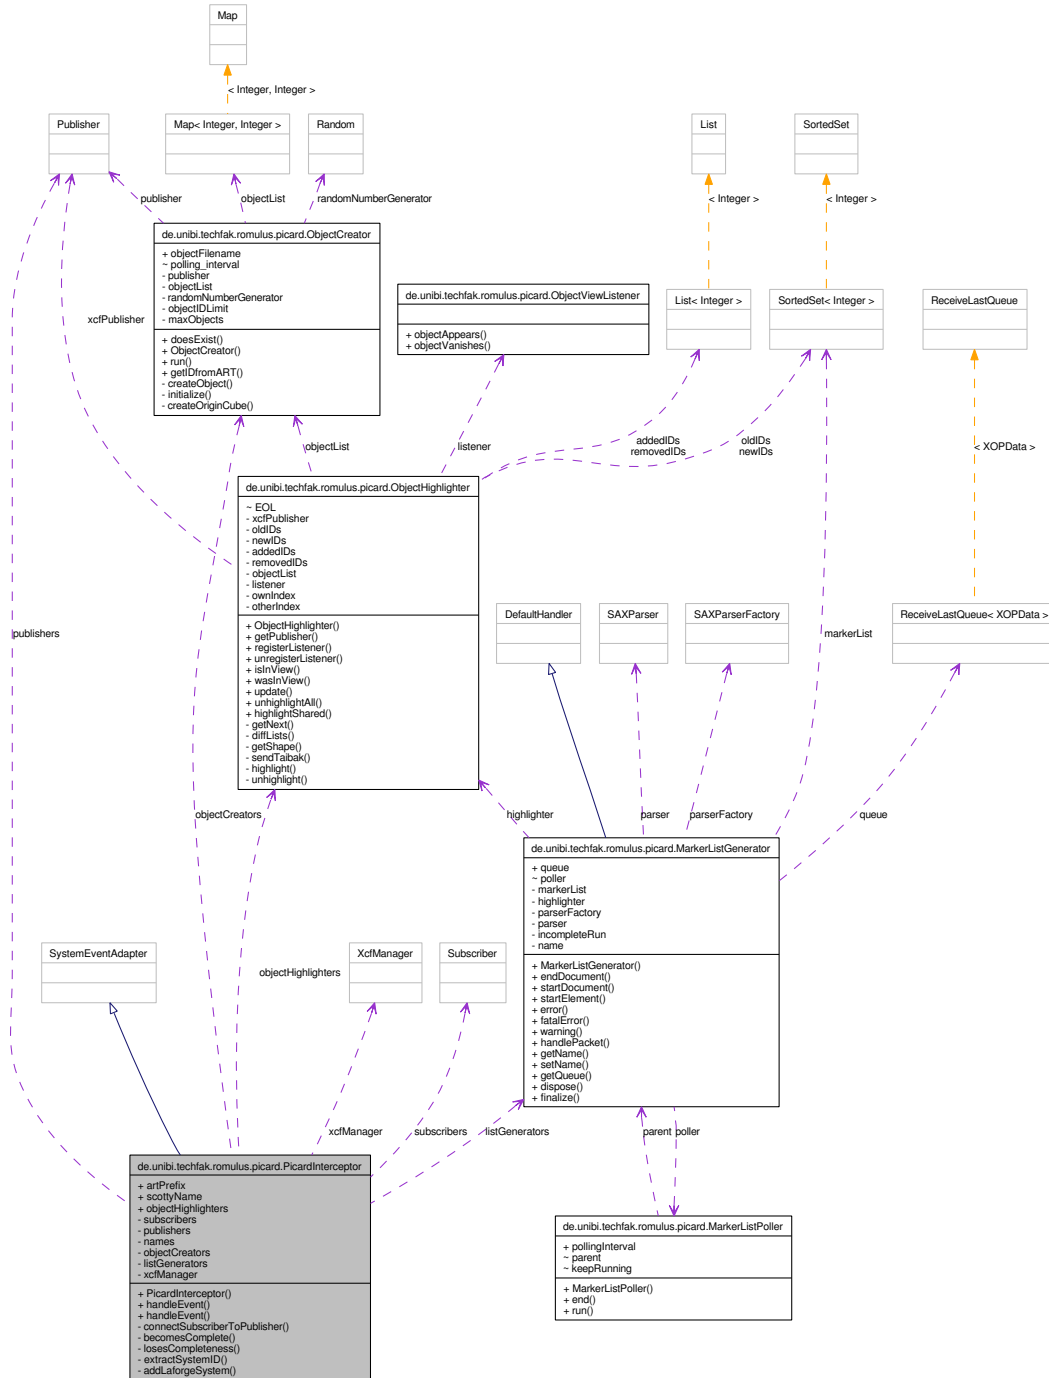 Map
< Integer, Integer >
Publisher
Map< Integer, Integer >
Random
List
SortedSet
publisher
objectList
randomNumberGenerator
< Integer >
< Integer >
de.unibi.techfak.romulus.picard.ObjectCreator
+ objectFilename
~ polling_interval
- publisher
- objectList
- randomNumberGenerator
- objectIDLimit
- maxObjects
+ doesExist()
+ ObjectCreator()
+ run()
+ getIDfromART()
- createObject()
- initialize()
- createOriginCube()
xcfPublisher
de.unibi.techfak.romulus.picard.ObjectViewListener
+ objectAppears()
+ objectVanishes()
List< Integer >
SortedSet< Integer >
ReceiveLastQueue
objectList
listener
addedIDs
removedIDs
oldIDs
newIDs
< XOPData >
de.unibi.techfak.romulus.picard.ObjectHighlighter
~ EOL
- xcfPublisher
- oldIDs
- newIDs
- addedIDs
- removedIDs
- objectList
- listener
- ownIndex
- otherIndex
+ ObjectHighlighter()
+ getPublisher()
+ registerListener()
+ unregisterListener()
+ isInView()
+ wasInView()
+ update()
+ unhighlightAll()
+ highlightShared()
- getNext()
- diffLists()
- getShape()
- sendTaibak()
- highlight()
- unhighlight()
publishers
DefaultHandler
SAXParser
SAXParserFactory
markerList
ReceiveLastQueue< XOPData >
objectCreators
highlighter
parser
parserFactory
queue
de.unibi.techfak.romulus.picard.MarkerListGenerator
+ queue
~ poller
- markerList
- highlighter
- parserFactory
- parser
- incompleteRun
- name
+ MarkerListGenerator()
+ endDocument()
+ startDocument()
+ startElement()
+ error()
+ fatalError()
+ warning()
+ handlePacket()
+ getName()
+ setName()
+ getQueue()
+ dispose()
+ finalize()
SystemEventAdapter
objectHighlighters
XcfManager
Subscriber
xcfManager
subscribers
listGenerators
parent
poller
de.unibi.techfak.romulus.picard.PicardInterceptor
+ artPrefix
+ scottyName
+ objectHighlighters
- subscribers
- publishers
- names
- objectCreators
- listGenerators
- xcfManager
+ PicardInterceptor()
+ handleEvent()
+ handleEvent()
- connectSubscriberToPublisher()
- becomesComplete()
- losesCompleteness()
- extractSystemID()
- addLaforgeSystem()
de.unibi.techfak.romulus.picard.MarkerListPoller
+ pollingInterval
~ parent
~ keepRunning
+ MarkerListPoller()
+ end()
+ run()